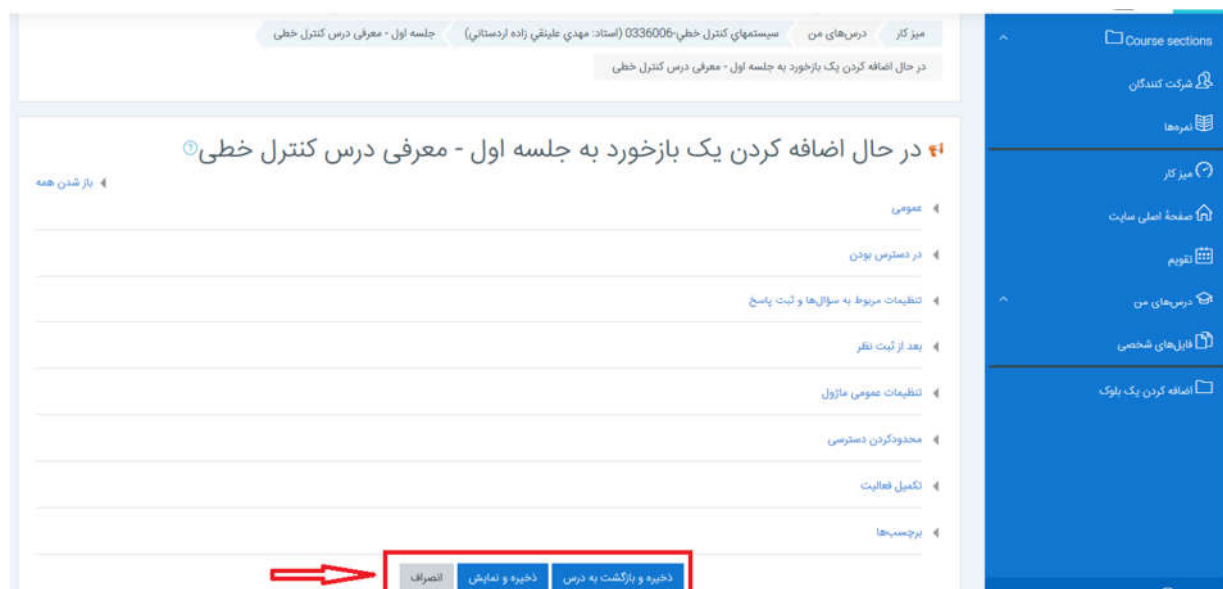 میز کار درس‌های من سیستمهای کنترل خطي-0336006 (استاد: مهدي علینقي زاده اردستاني) جلسه اول - معرفی درس کنترل خطی
در حال اضافه کردن یک بازخورد به جلسه اول - معرفی درس کنترل خطی
در حال اضافه کردن یک بازخورد به جلسه اول - معرفی درس کنترل خطی
باز شدن همه
عمومی
در دسترس بودن
تنظیمات مربوط به سؤال‌ها و ثبت پاسخ
بعد از ثبت نظر
تنظیمات عمومی ماژول
محدودکردن دسترسی
تکمیل فعالیت
برچسب‌ها
ذخیره و بازگشت به درس ذخیره و نمایش انصراف
Course sections
شرکت کنندگان
نمره‌ها
میز کار
صفحهٔ اصلی سایت
تقویم
درس‌های من
فایل‌های شخصی
اضافه کردن یک بلوک